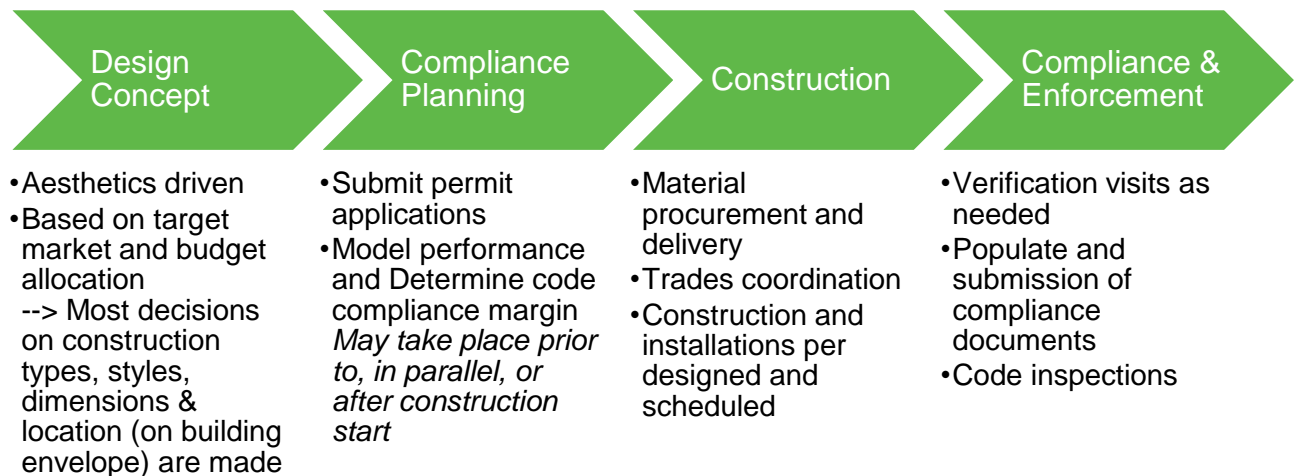 Design
Concept
•Aesthetics driven
•Based on target
market and budget
allocation
--> Most decisions
on construction
types, styles,
dimensions &
location (on building
envelope) are made
Compliance
Planning
•Submit permit
applications
•Model performance
and Determine code
compliance margin
May take place prior
to, in parallel, or
after construction
start
Construction
•Material
procurement and
delivery
•Trades coordination
•Construction and
installations per
designed and
scheduled
Compliance &
Enforcement
•Verification visits as
needed
•Populate and
submission of
compliance
documents
•Code inspections